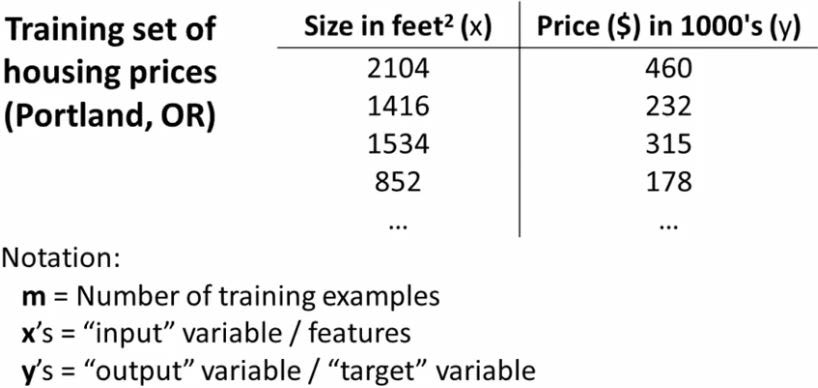 Training set of
housing prices
(Portland, OR)
Size in feet² (x) Price ($) in 1000's (y)
2104 460
1416 232
1534 315
852 178
... ...
Notation:
m = Number of training examples
x's = “input” variable / features
y's = “output” variable / “target” variable